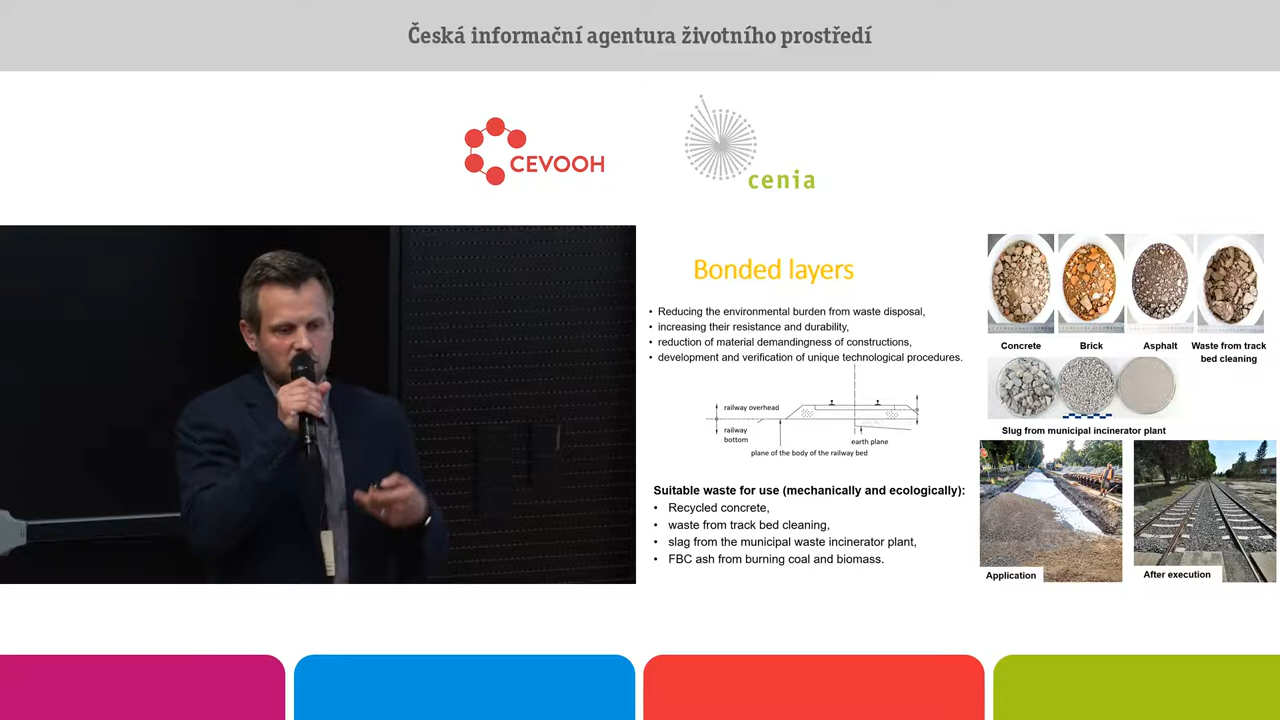 Česká informační agentura životního prostředí
CEVOOH
cenia
Bonded layers
• Reducing the environmental burden from waste disposal,
• increasing their resistance and durability,
• reduction of material demandingness of constructions,
• development and verification of unique technological procedures.
railway overhead
railway
bottom
earth plane
plane of the body of the railway bed
Suitable waste for use (mechanically and ecologically):
• Recycled concrete,
• waste from track bed cleaning,
• slag from the municipal waste incinerator plant,
• FBC ash from burning coal and biomass.
Concrete
Brick
Asphalt
Waste from track
bed cleaning
Slug from municipal incinerator plant
Application
After execution